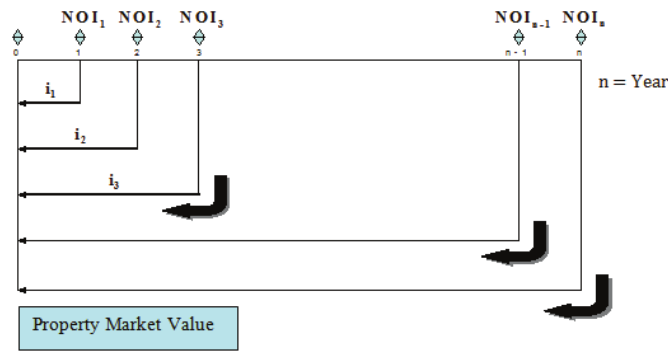 NOI₁ NOI₂ NOI₃ NOIₙ₋₁ NOIₙ
0 1 2 3 n - 1 n
n = Year
i₁
i₂
i₃
Property Market Value